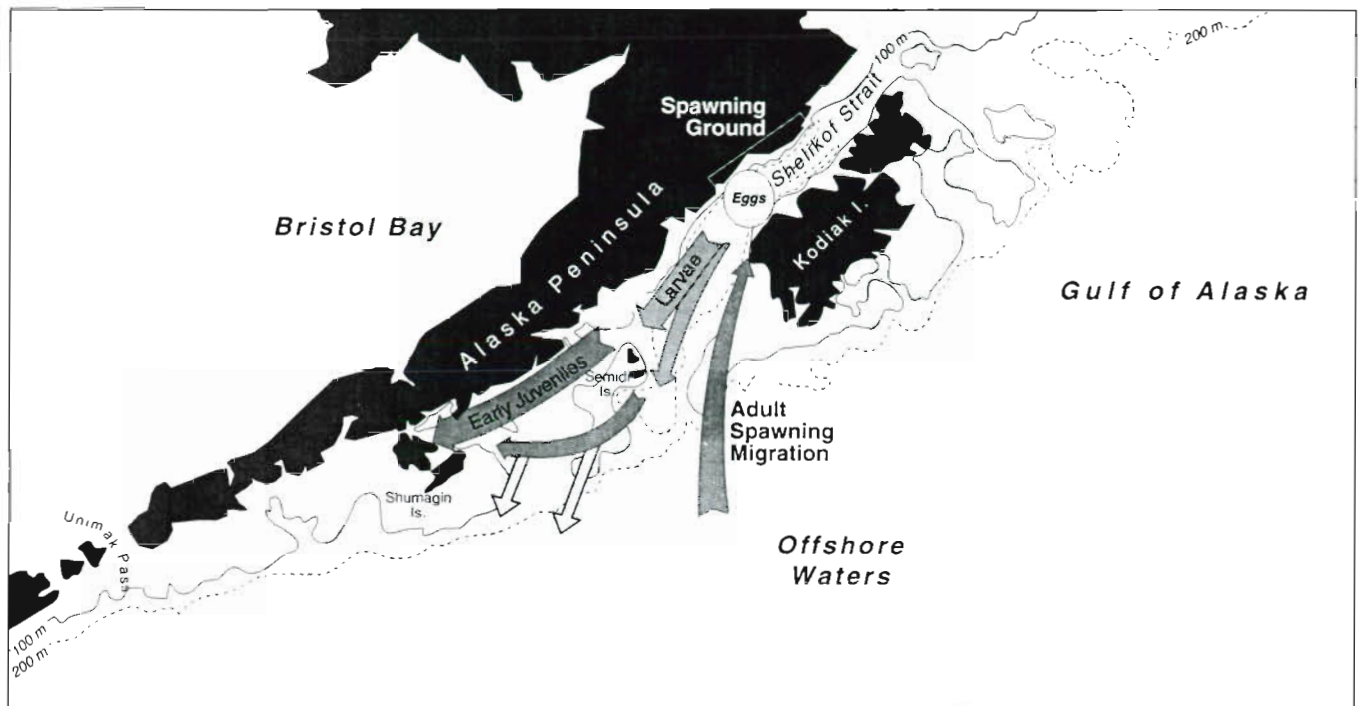 100 m
200 m
Spawning
Ground
Shelikof Strait
Eggs
Bristol Bay
Alaska Peninsula
Kodiak I.
Larvae
Gulf of Alaska
Early Juveniles
Semidi
Is.
Adult
Spawning
Migration
Shumagin
Is.
Unimak Pass
Offshore
Waters
100 m
200 m